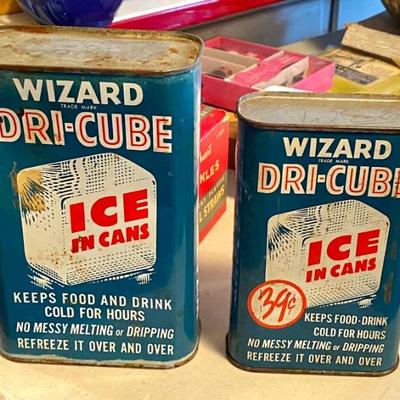 WIZARD
TRADE MARK
DRI-CUBE
ICE
IN CANS
KEEPS FOOD AND DRINK
COLD FOR HOURS
NO MESSY MELTING or DRIPPING
REFREEZE IT OVER AND OVER
WIZARD
TRADE MARK
DRI-CUBE
ICE
IN CANS
39¢
KEEPS FOOD-DRINK
COLD FOR HOURS
NO MESSY MELTING or DRIPPING
REFREEZE IT OVER AND OVER
KLES
STRAWS